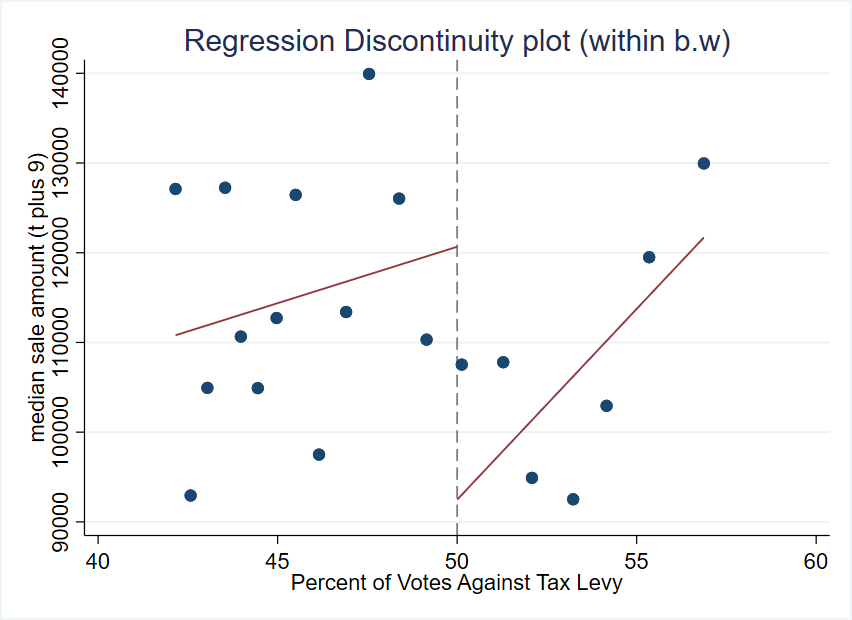 Regression Discontinuity plot (within b.w)
median sale amount (t plus 9)
140000
130000
120000
110000
100000
90000
40 45 50 55 60
Percent of Votes Against Tax Levy